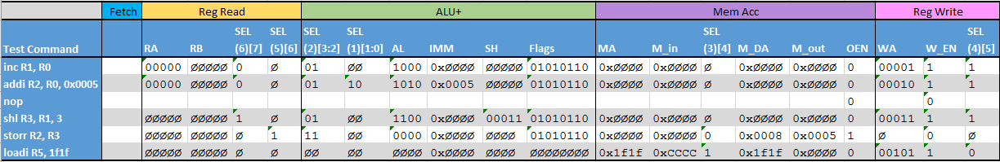 Fetch Reg Read ALU+ Mem Acc Reg Write
SEL SEL SEL SEL SEL SEL
Test Command RA RB (6)[7] (5)[6] (2)[3:2] (1)[1:0] AL IMM SH Flags MA M_in (3)[4] M_DA M_out OEN WA W_EN (4)[5]
inc R1, R0 00000 ØØØØØ 0 Ø 01 ØØ 1000 0xØØØØ ØØØØØ 01010110 0xØØØØ 0xØØØØ Ø 0xØØØØ 0xØØØØ 0 00001 1 1
addi R2, R0, 0x0005 00000 ØØØØØ 0 Ø 01 10 1010 0x0005 ØØØØØ 01010110 0xØØØØ 0xØØØØ Ø 0xØØØØ 0xØØØØ 0 00010 1 1
nop 0 0
shl R3, R1, 3 ØØØØØ ØØØØØ 1 Ø 01 ØØ 1100 0xØØØØ 00011 01010110 0xØØØØ 0xØØØØ Ø 0xØØØØ 0xØØØØ 0 00011 1 1
storr R2, R3 ØØØØØ ØØØØØ Ø 1 11 ØØ 0000 0xØØØØ ØØØØ 01010110 0xØØØØ 0xØØØØ 0 0x0008 0x0005 1 Ø 0 Ø
loadi R5, 1f1f ØØØØØ ØØØØØ Ø Ø ØØ ØØ ØØØØ 0xØØØØ ØØØØ ØØØØØØØØ 0x1f1f 0xCCCC 1 0x1f1f 0xØØØØ 0 00101 1 0